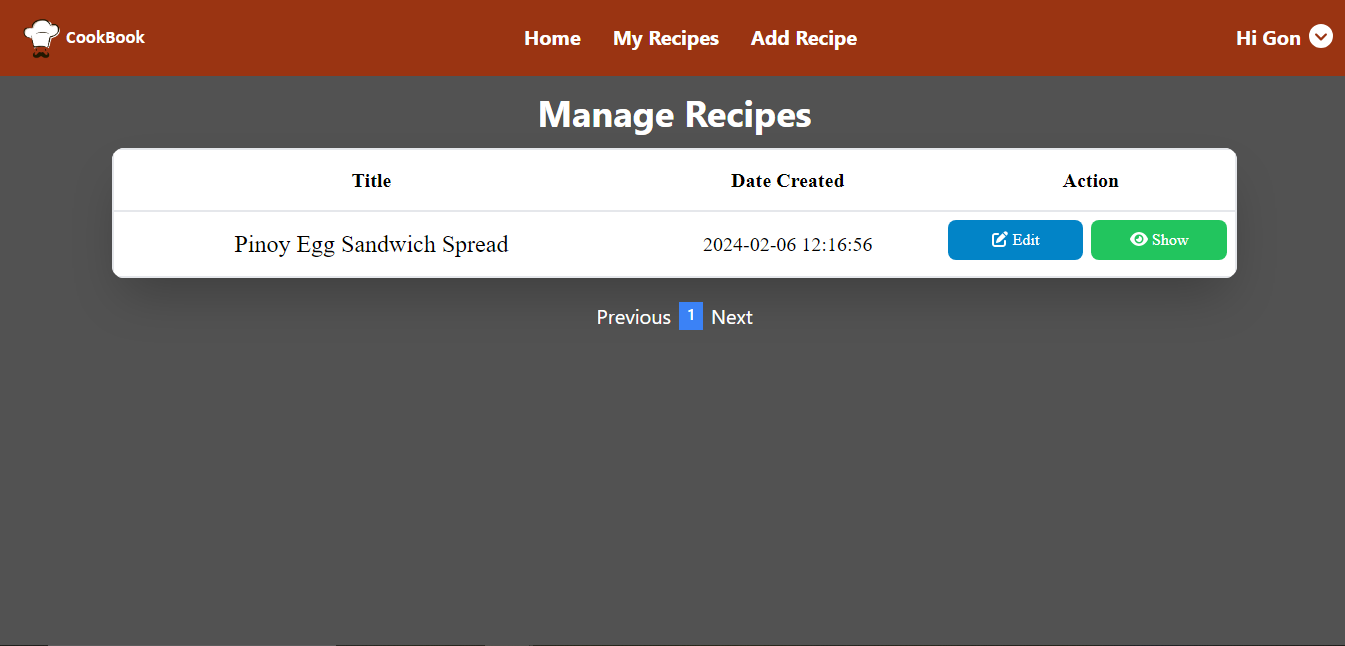 CookBook Home My Recipes Add Recipe Hi Gon
Manage Recipes
Title Date Created Action
Pinoy Egg Sandwich Spread 2024-02-06 12:16:56 Edit Show
Previous 1 Next